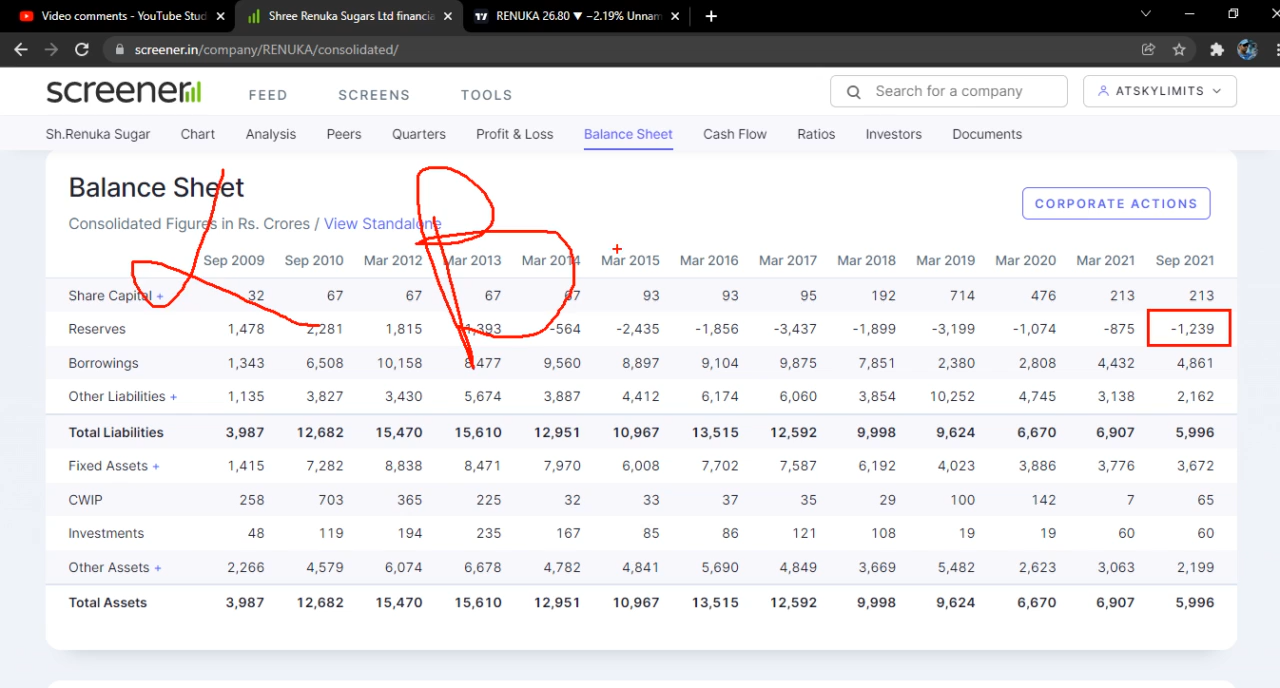 Video comments - YouTube Stud
Shree Renuka Sugars Ltd financia
RENUKA 26.80 ▼ −2.19% Unnam
screener.in/company/RENUKA/consolidated/
screener
FEED SCREENS TOOLS
Search for a company
ATSKYLIMITS
Sh.Renuka Sugar Chart Analysis Peers Quarters Profit & Loss Balance Sheet Cash Flow Ratios Investors Documents
Balance Sheet
Consolidated Figures in Rs. Crores / View Standalone
CORPORATE ACTIONS
Sep 2009 Sep 2010 Mar 2012 Mar 2013 Mar 2014 Mar 2015 Mar 2016 Mar 2017 Mar 2018 Mar 2019 Mar 2020 Mar 2021 Sep 2021
Share Capital + 32 67 67 67 67 93 93 95 192 714 476 213 213
Reserves 1,478 2,281 1,815 1,393 -564 -2,435 -1,856 -3,437 -1,899 -3,199 -1,074 -875 -1,239
Borrowings 1,343 6,508 10,158 8,477 9,560 8,897 9,104 9,875 7,851 2,380 2,808 4,432 4,861
Other Liabilities + 1,135 3,827 3,430 5,674 3,887 4,412 6,174 6,060 3,854 10,252 4,745 3,138 2,162
Total Liabilities 3,987 12,682 15,470 15,610 12,951 10,967 13,515 12,592 9,998 9,624 6,670 6,907 5,996
Fixed Assets + 1,415 7,282 8,838 8,471 7,970 6,008 7,702 7,587 6,192 4,023 3,886 3,776 3,672
CWIP 258 703 365 225 32 33 37 35 29 100 142 7 65
Investments 48 119 194 235 167 85 86 121 108 19 19 60 60
Other Assets + 2,266 4,579 6,074 6,678 4,782 4,841 5,690 4,849 3,669 5,482 2,623 3,063 2,199
Total Assets 3,987 12,682 15,470 15,610 12,951 10,967 13,515 12,592 9,998 9,624 6,670 6,907 5,996